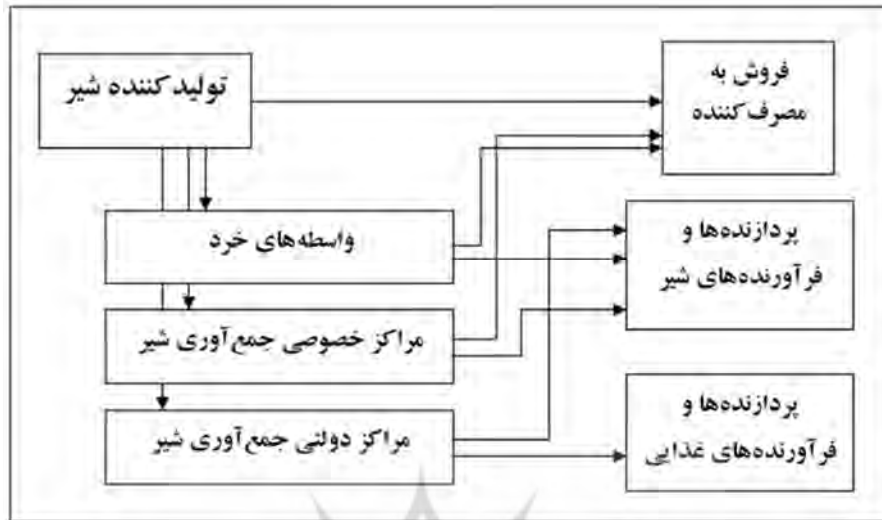 تولیدکننده شیر
فروش به
مصرف‌کننده
واسطه‌های خرد
پردازنده‌ها و
فرآورنده‌های شیر
مراکز خصوصی جمع‌آوری شیر
مراکز دولتی جمع‌آوری شیر
پردازنده‌ها و
فرآورنده‌های غذایی